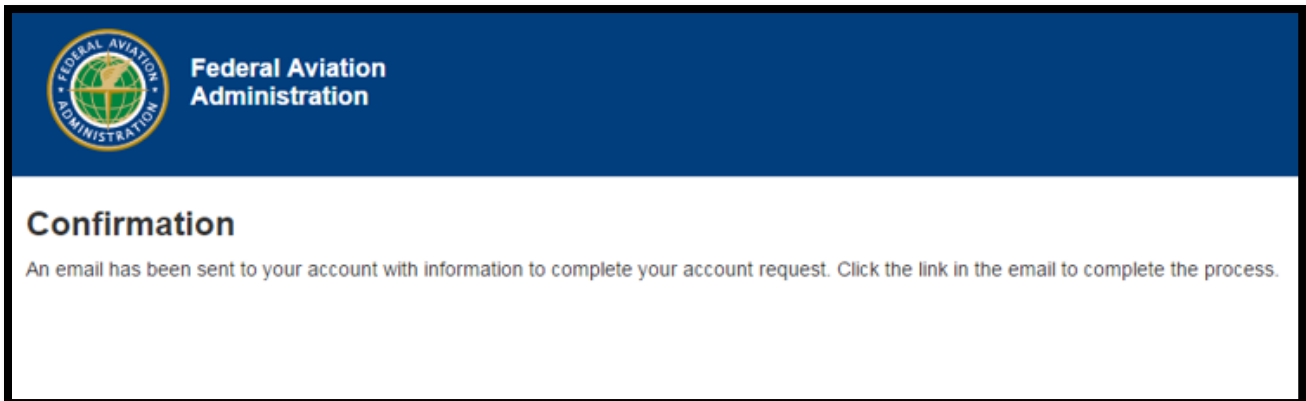 FEDERAL AVIATION
ADMINISTRATION
Federal Aviation
Administration
Confirmation
An email has been sent to your account with information to complete your account request. Click the link in the email to complete the process.